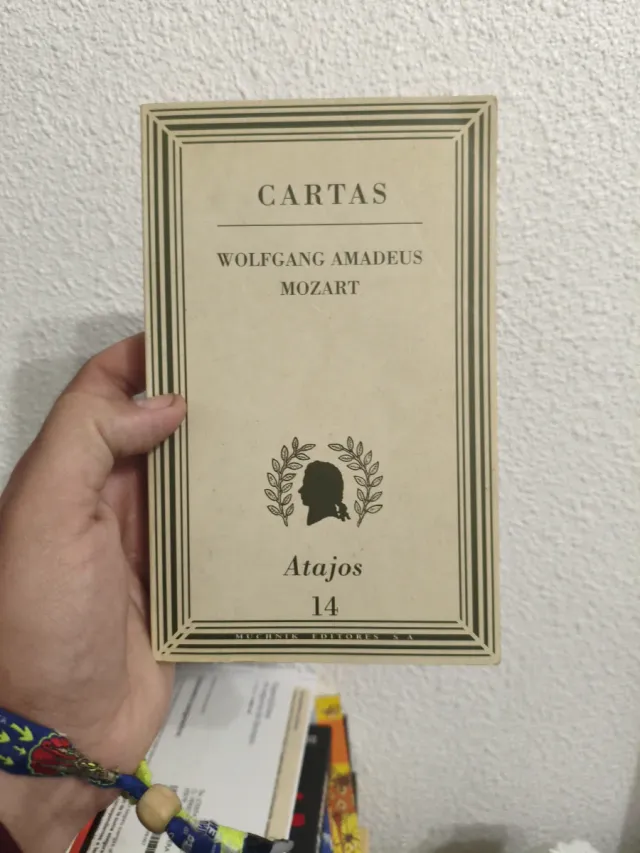 CARTAS
WOLFGANG AMADEUS
MOZART
Atajos
14
MUCHNIK EDITORES S A